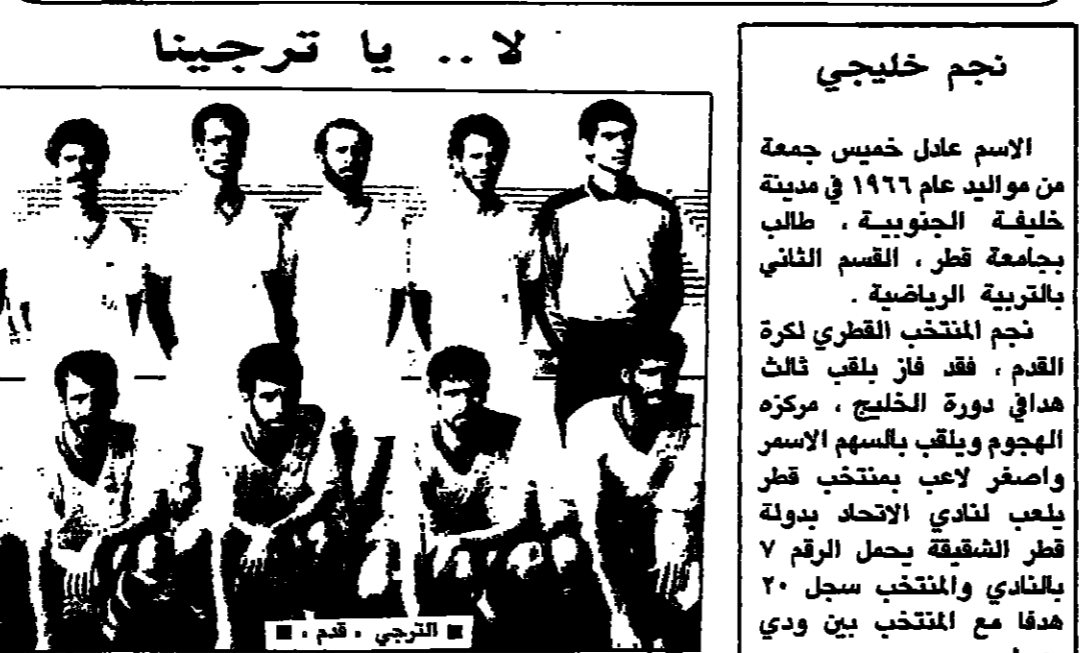 لا .. يا ترجينا
■ الترجي ، قدم ، ■
نجم خليجي
الاسم عادل خميس جمعة
من مواليد عام ١٩٦٦ في مدينة
خليفة الجنوبية ، طالب
بجامعة قطر ، القسم الثاني
بالتربية الرياضية .
نجم المنتخب القطري لكرة
القدم ، فقد فاز بلقب ثالث
هدافي دورة الخليج ، مركزه
الهجوم ويلقب بالسهم الاسمر
واصغر لاعب بمنتخب قطر
يلعب لنادي الاتحاد بدولة
قطر الشقيقة يحمل الرقم ٧
بالنادي والمنتخب سجل ٢٠
هدفا مع المنتخب بين ودي